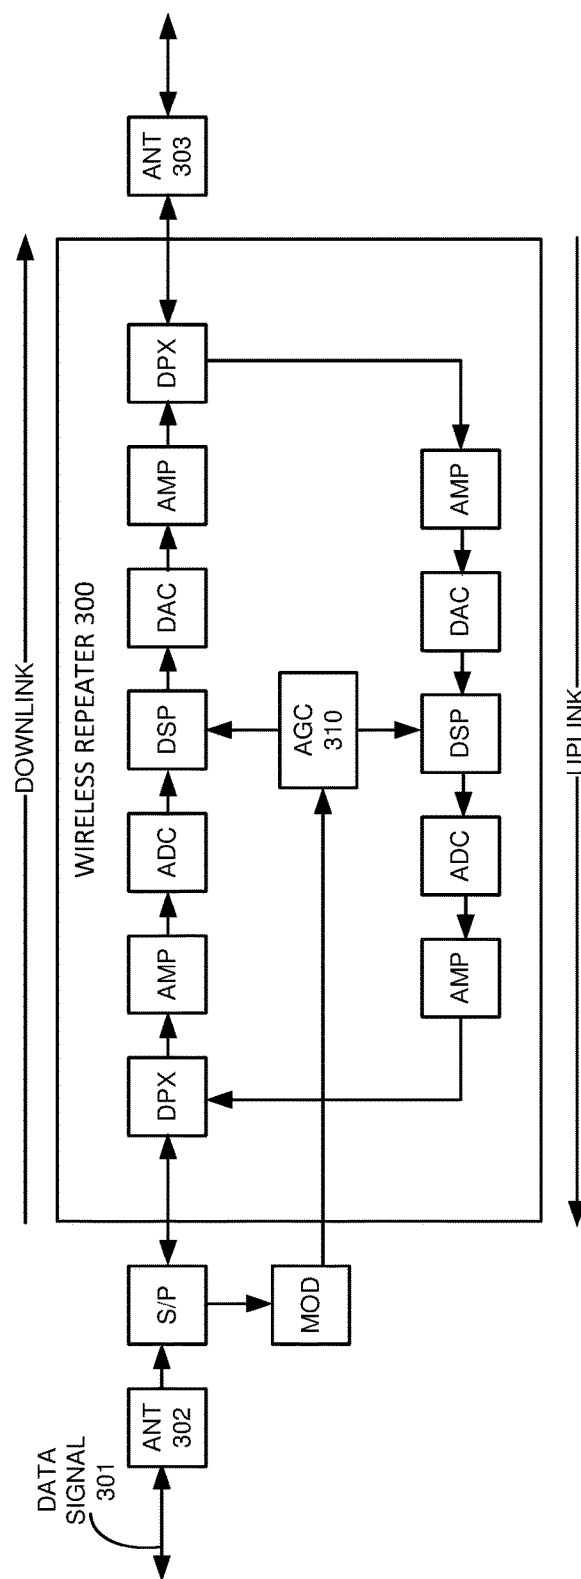 DOWNLINK
WIRELESS REPEATER 300
DATA
SIGNAL
301
ANT
302
S/P
DPX
AMP
ADC
DSP
DAC
AMP
DPX
ANT
303
MOD
AGC
310
AMP
ADC
DSP
DAC
AMP
UPLINK